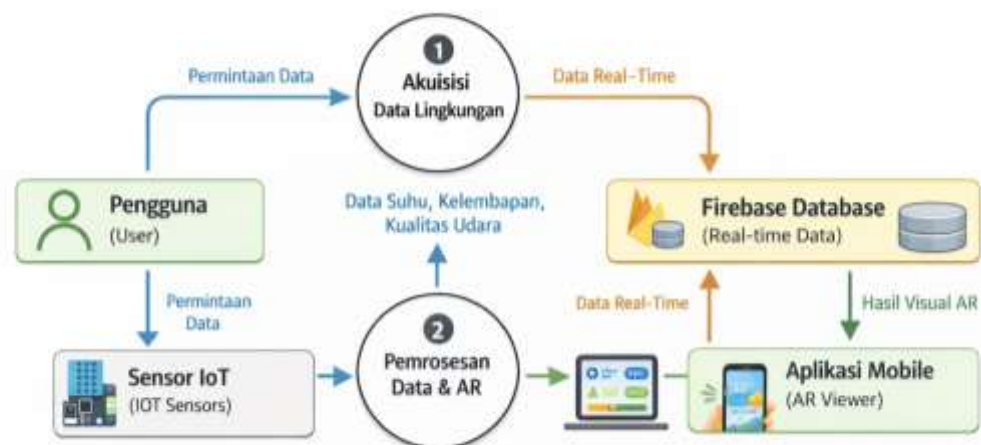 1
Akuisisi
Data Lingkungan
Permintaan Data
Data Real-Time
Pengguna
(User)
Data Suhu, Kelembapan,
Kualitas Udara
Firebase Database
(Real-time Data)
Permintaan
Data
Data Real-Time
Hasil Visual AR
2
Pemrosesan
Data & AR
Sensor IoT
(IOT Sensors)
Aplikasi Mobile
(AR Viewer)